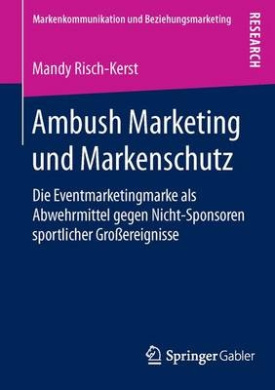 Markenkommunikation und Beziehungsmarketing
RESEARCH
Mandy Risch-Kerst
Ambush Marketing
und Markenschutz
Die Eventmarketingmarke als
Abwehrmittel gegen Nicht-Sponsoren
sportlicher Großereignisse
Springer Gabler